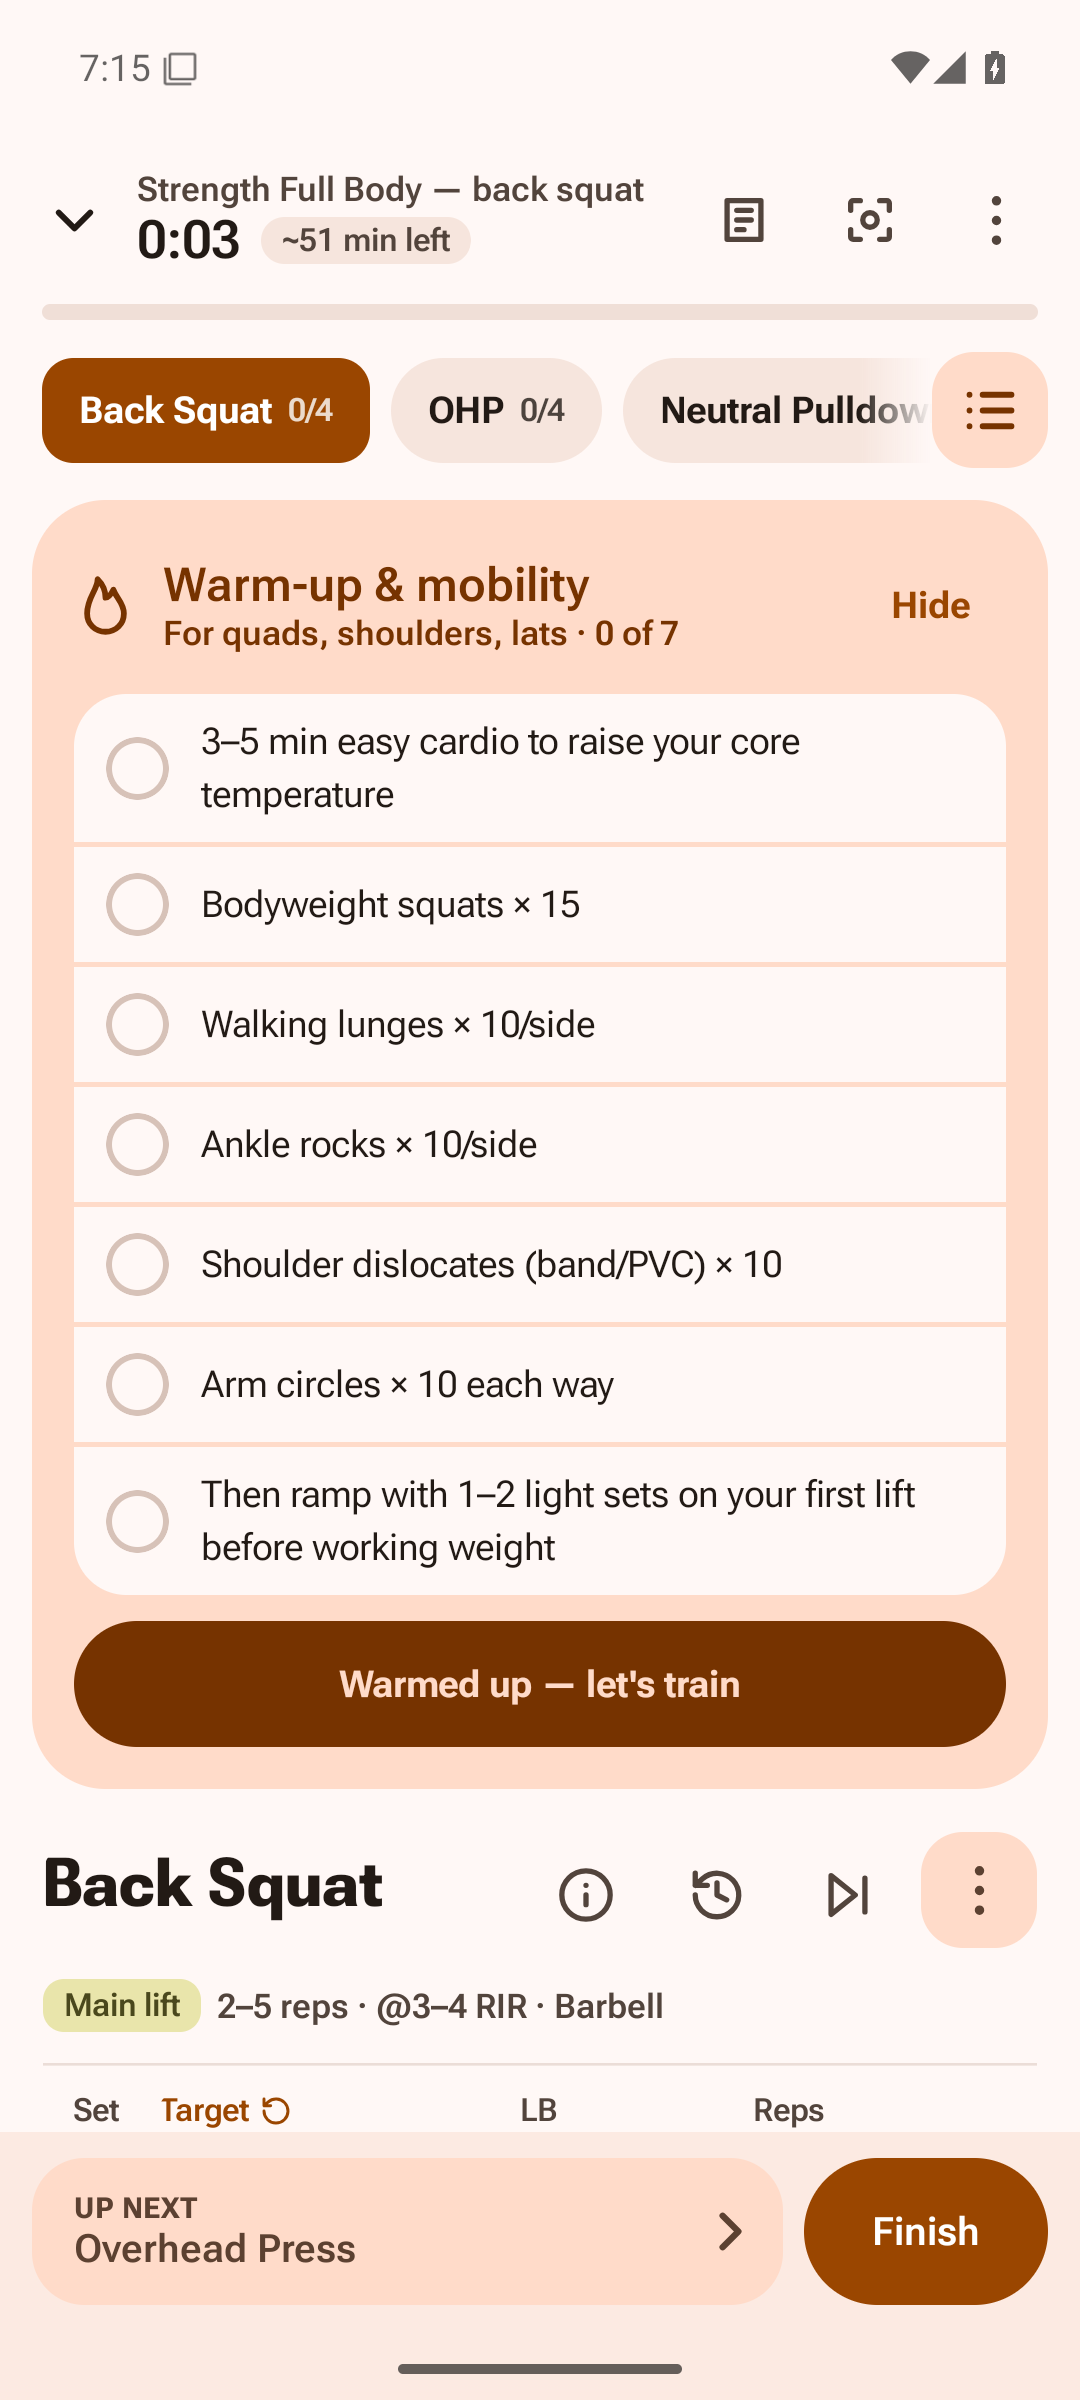 7:15
Strength Full Body — back squat
0:03 ~51 min left
Back Squat 0/4 OHP 0/4 Neutral Pulldow
Warm-up & mobility
For quads, shoulders, lats · 0 of 7
Hide
3–5 min easy cardio to raise your core
temperature
Bodyweight squats × 15
Walking lunges × 10/side
Ankle rocks × 10/side
Shoulder dislocates (band/PVC) × 10
Arm circles × 10 each way
Then ramp with 1–2 light sets on your first lift
before working weight
Warmed up — let's train
Back Squat
Main lift 2–5 reps · @3–4 RIR · Barbell
Set Target LB Reps
UP NEXT
Overhead Press
Finish